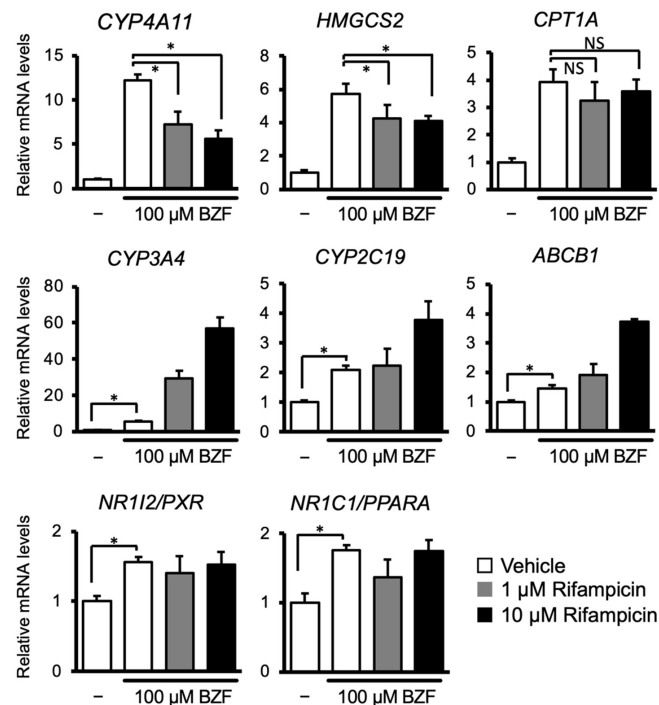 CYP4A11 HMGCS2 CPT1A
Relative mRNA levels
15
10
5
0
* *
– 100 µM BZF
8
6
4
2
0
* *
– 100 µM BZF
5
4
3
2
1
0
NS
NS
– 100 µM BZF
CYP3A4 CYP2C19 ABCB1
Relative mRNA levels
80
60
40
20
0
*
– 100 µM BZF
5
4
3
2
1
0
*
– 100 µM BZF
5
4
3
2
1
0
*
– 100 µM BZF
NR1I2/PXR NR1C1/PPARA
Relative mRNA levels
2
1
0
*
– 100 µM BZF
2
1
0
*
– 100 µM BZF
Vehicle
1 µM Rifampicin
10 µM Rifampicin